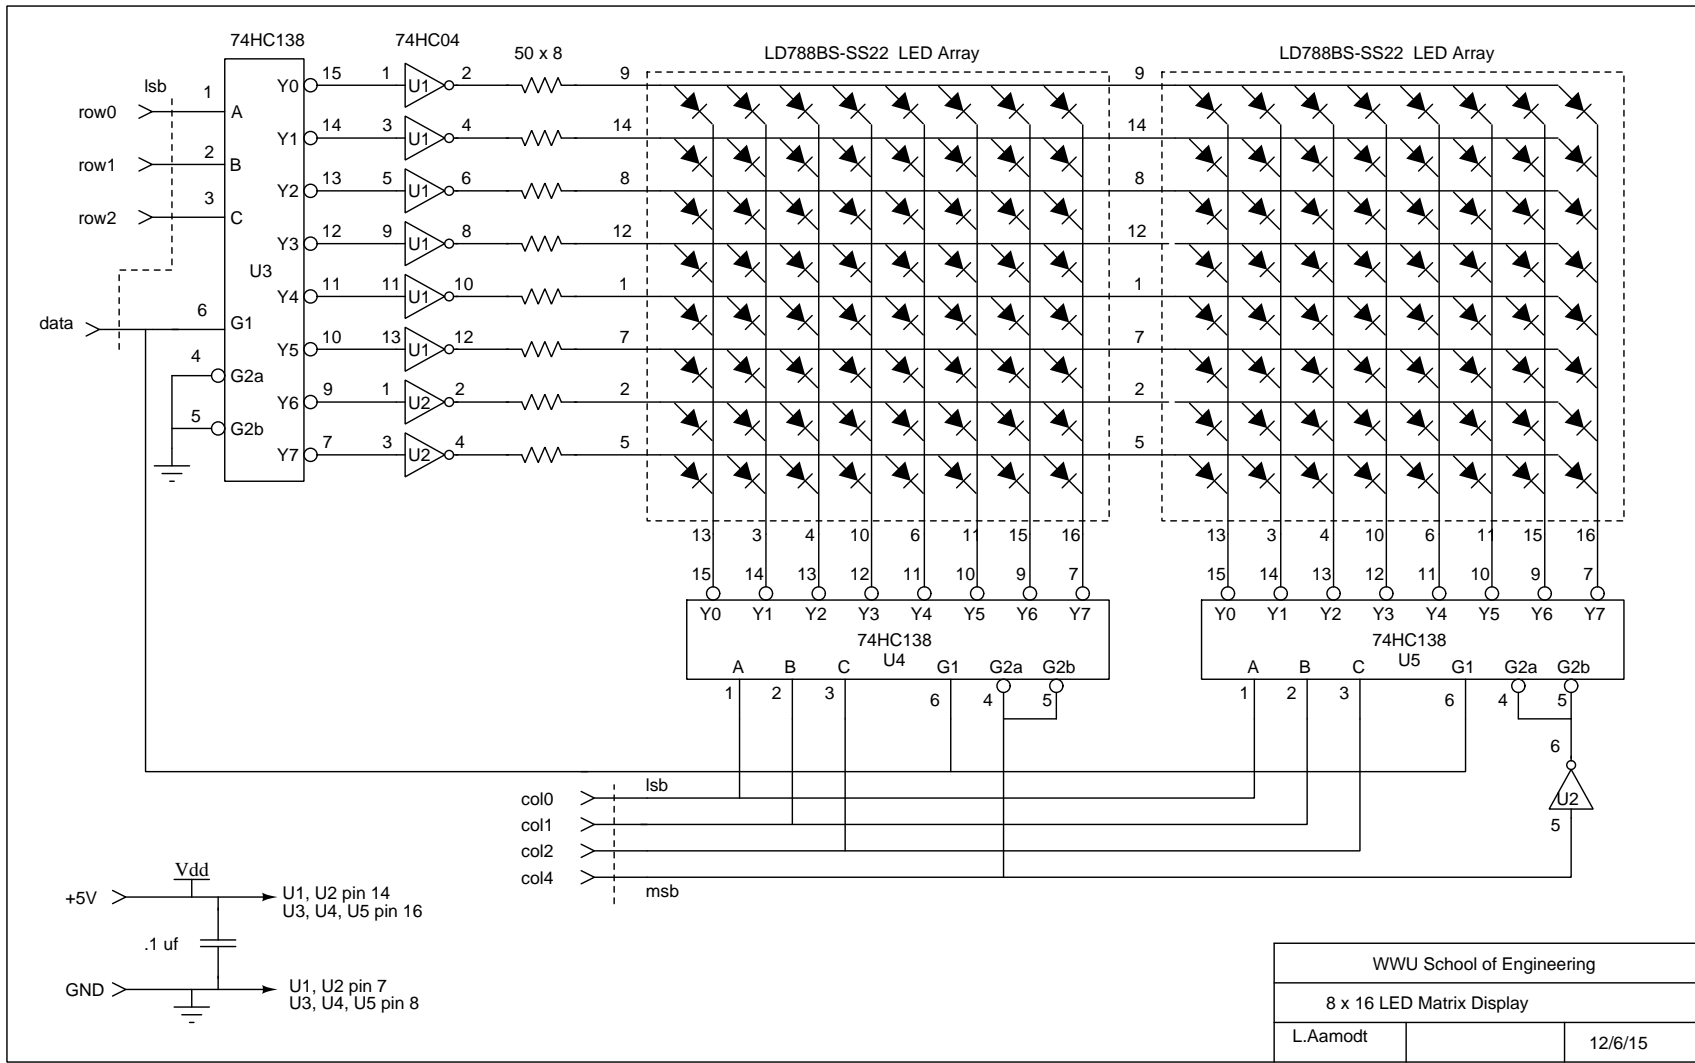 74HC138
74HC04
50 x 8
LD788BS-SS22 LED Array
LD788BS-SS22 LED Array
lsb
row0
1
A
Y0
15
1
U1
2
9
9
Y1
14
3
U1
4
14
14
row1
2
B
Y2
13
5
U1
6
8
8
row2
3
C
Y3
12
9
U1
8
12
12
U3
Y4
11
11
U1
10
1
1
data
6
G1
Y5
10
13
U1
12
7
7
4
G2a
Y6
9
1
U2
2
2
2
5
G2b
Y7
7
3
U2
4
5
5
13 3 4 10 6 11 15 16
13 3 4 10 6 11 15 16
15 14 13 12 11 10 9 7
15 14 13 12 11 10 9 7
Y0 Y1 Y2 Y3 Y4 Y5 Y6 Y7
Y0 Y1 Y2 Y3 Y4 Y5 Y6 Y7
74HC138
U4
74HC138
U5
A B C G1 G2a G2b
A B C G1 G2a G2b
1 2 3 6 4 5
1 2 3 6 4 5
6
U2
5
lsb
col0
col1
col2
col4
msb
Vdd
+5V
U1, U2 pin 14
U3, U4, U5 pin 16
.1 uf
GND
U1, U2 pin 7
U3, U4, U5 pin 8
WWU School of Engineering
8 x 16 LED Matrix Display
L.Aamodt
12/6/15